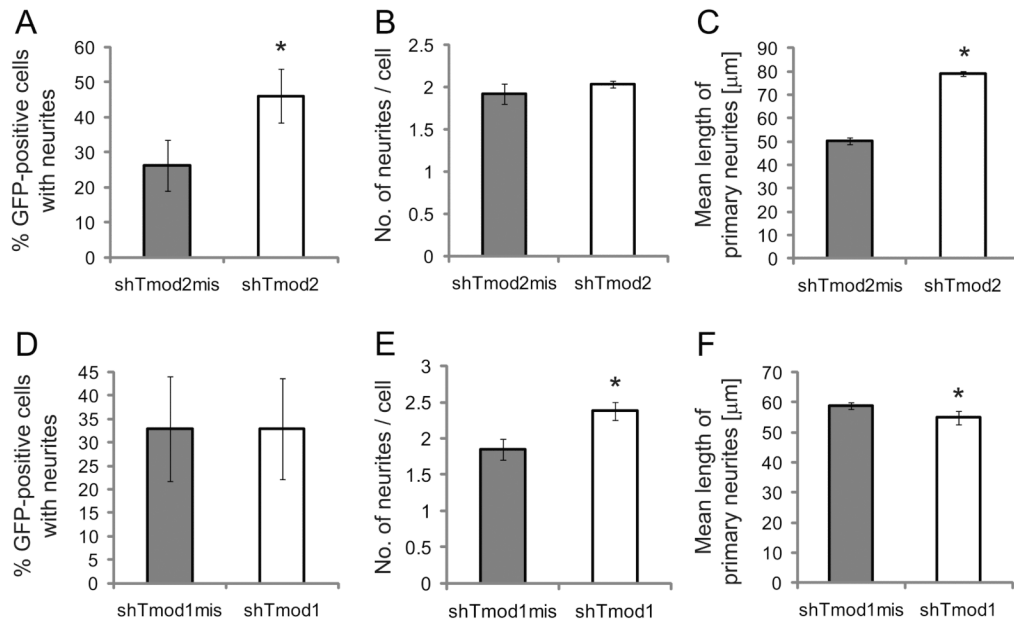 A
% GFP-positive cells
with neurites
60
50
40
30
20
10
0
*
shTmod2mis
shTmod2
B
No. of neurites / cell
2.5
2
1.5
1
0.5
0
shTmod2mis
shTmod2
C
Mean length of
primary neurites [µm]
90
80
70
60
50
40
30
20
10
0
*
shTmod2mis
shTmod2
D
% GFP-positive cells
with neurites
45
40
35
30
25
20
15
10
5
0
shTmod1mis
shTmod1
E
No. of neurites / cell
3
2.5
2
1.5
1
0.5
0
*
shTmod1mis
shTmod1
F
Mean length of
primary neurites [µm]
70
60
50
40
30
20
10
0
*
shTmod1mis
shTmod1